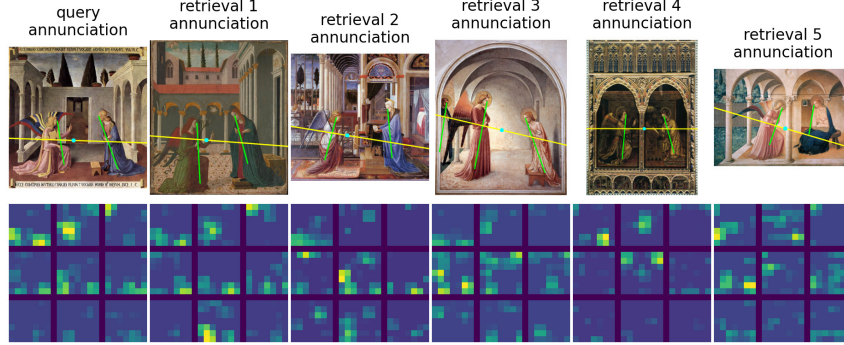 query
annunciation
retrieval 1
annunciation
retrieval 2
annunciation
retrieval 3
annunciation
retrieval 4
annunciation
retrieval 5
annunciation